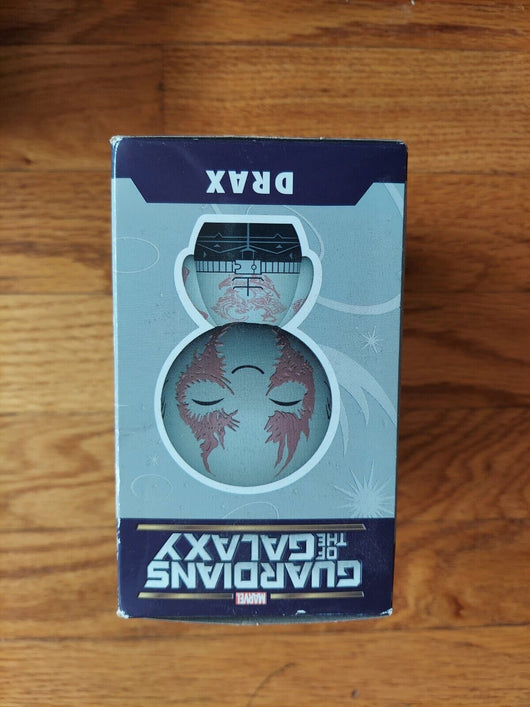 MARVEL
GUARDIANS
OF THE GALAXY
DRAX